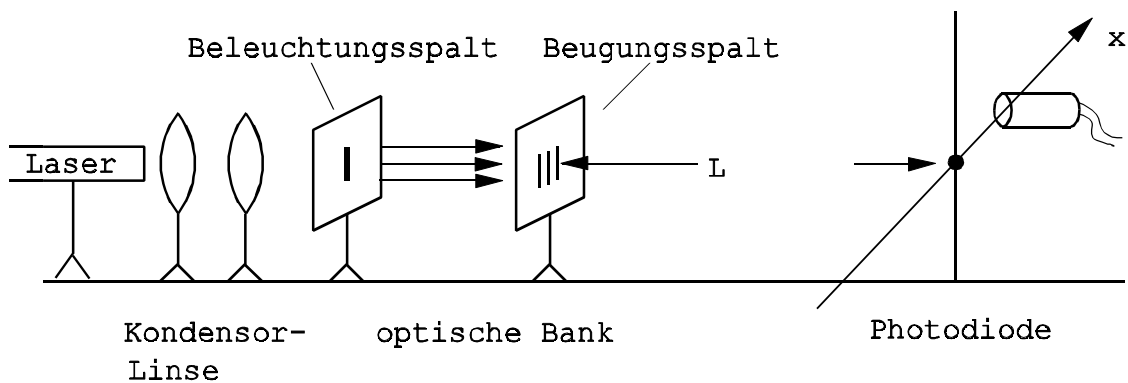 Beleuchtungsspalt
Beugungsspalt
x
Laser
L
Kondensor-
Linse
optische Bank
Photodiode